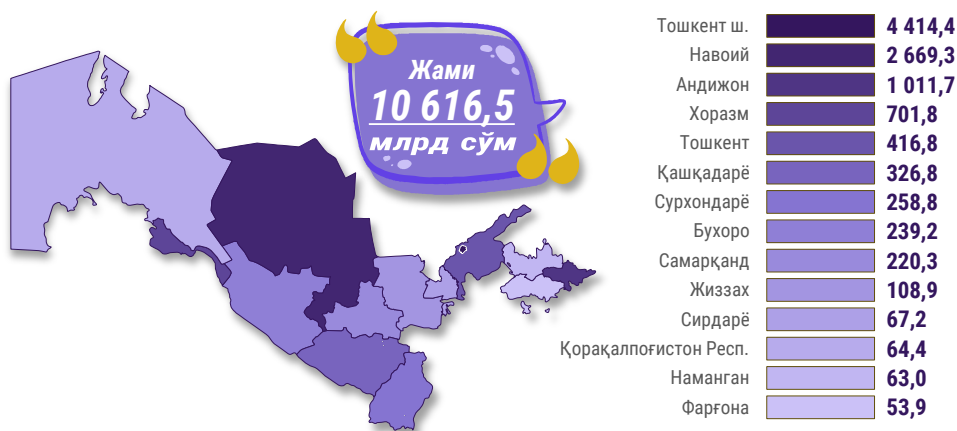 Жами
10 616,5
млрд сўм
Тошкент ш. 4 414,4
Навоий 2 669,3
Андижон 1 011,7
Хоразм 701,8
Тошкент 416,8
Қашқадарё 326,8
Сурхондарё 258,8
Бухоро 239,2
Самарқанд 220,3
Жиззах 108,9
Сирдарё 67,2
Қорақалпоғистон Респ. 64,4
Наманган 63,0
Фарғона 53,9